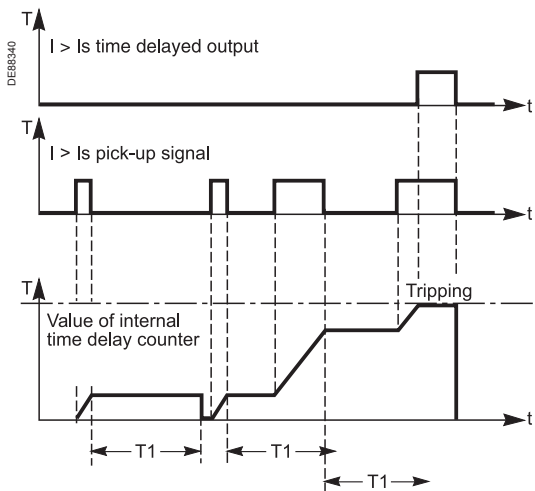 DE88340
T
I > Is time delayed output
t
T
I > Is pick-up signal
t
T
Tripping
Value of internal
time delay counter
t
T1
T1
T1